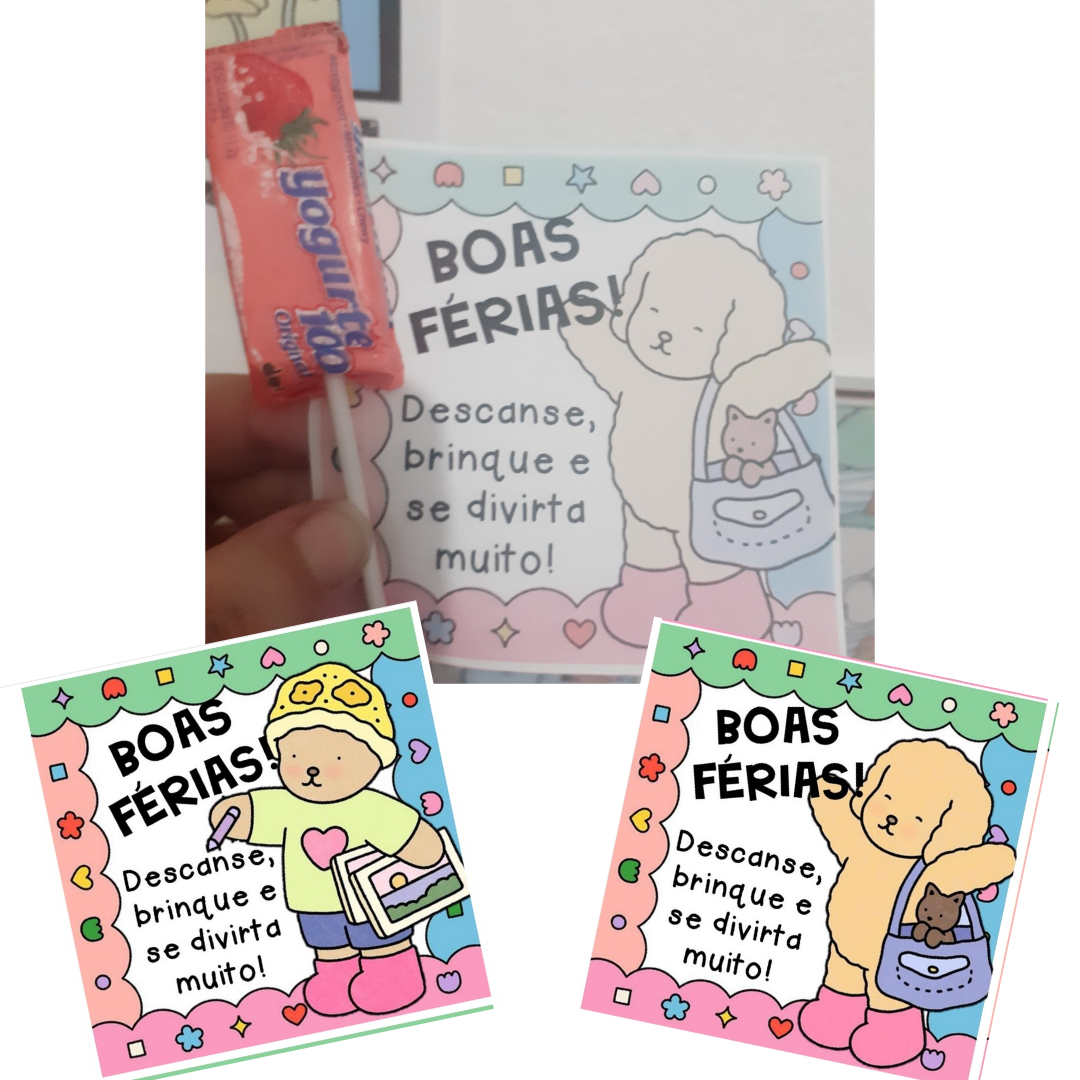 yogurte
100
Original
BOAS
FÉRIAS!
Descanse,
brinque e
se divirta
muito!
BOAS
FÉRIAS!
Descanse,
brinque e
se divirta
muito!
BOAS
FÉRIAS!
Descanse,
brinque e
se divirta
muito!